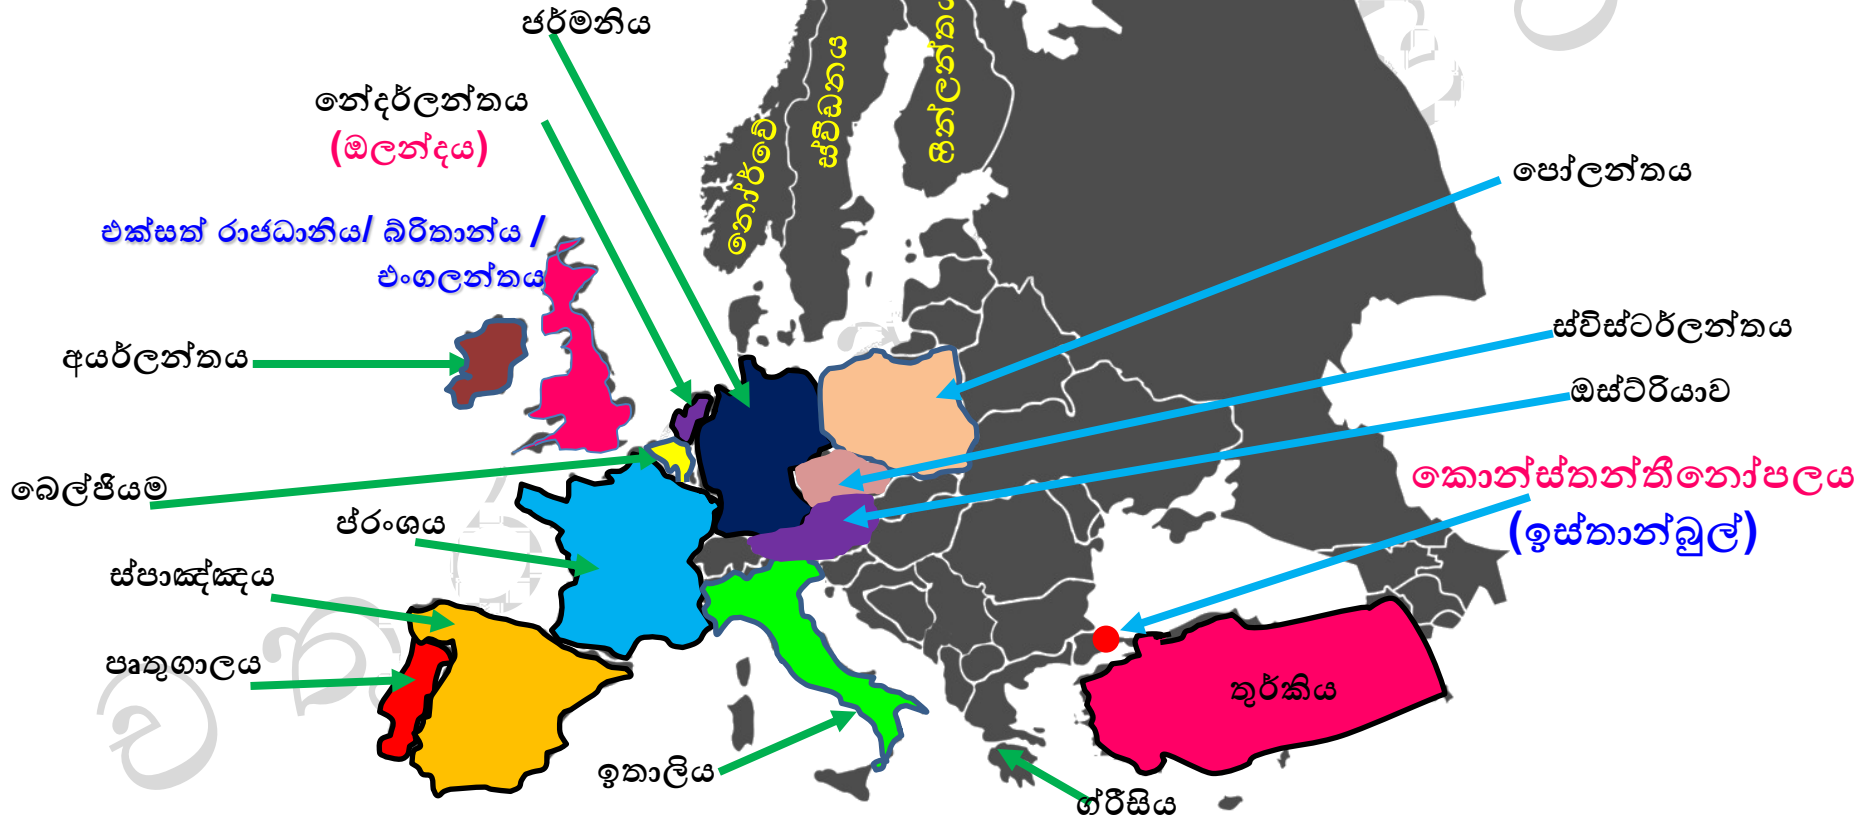 ජර්මනිය
නේදර්ලන්තය
(ඔලන්දය)
නෝර්වේ
ස්වීඩනය
ෆින්ලන්තය
එක්සත් රාජධානිය/ බ්‍රිතාන්‍ය /
එංගලන්තය
පෝලන්තය
අයර්ලන්තය
ස්විස්ටර්ලන්තය
ඔස්ට්‍රියාව
බෙල්ජියම
ප්රංශය
කොන්ස්තන්තීනෝපලය
(ඉස්තාන්බුල්)
ස්පාඤ්ඤය
පෘතුගාලය
තුර්කිය
ඉතාලිය
ග්රීසිය